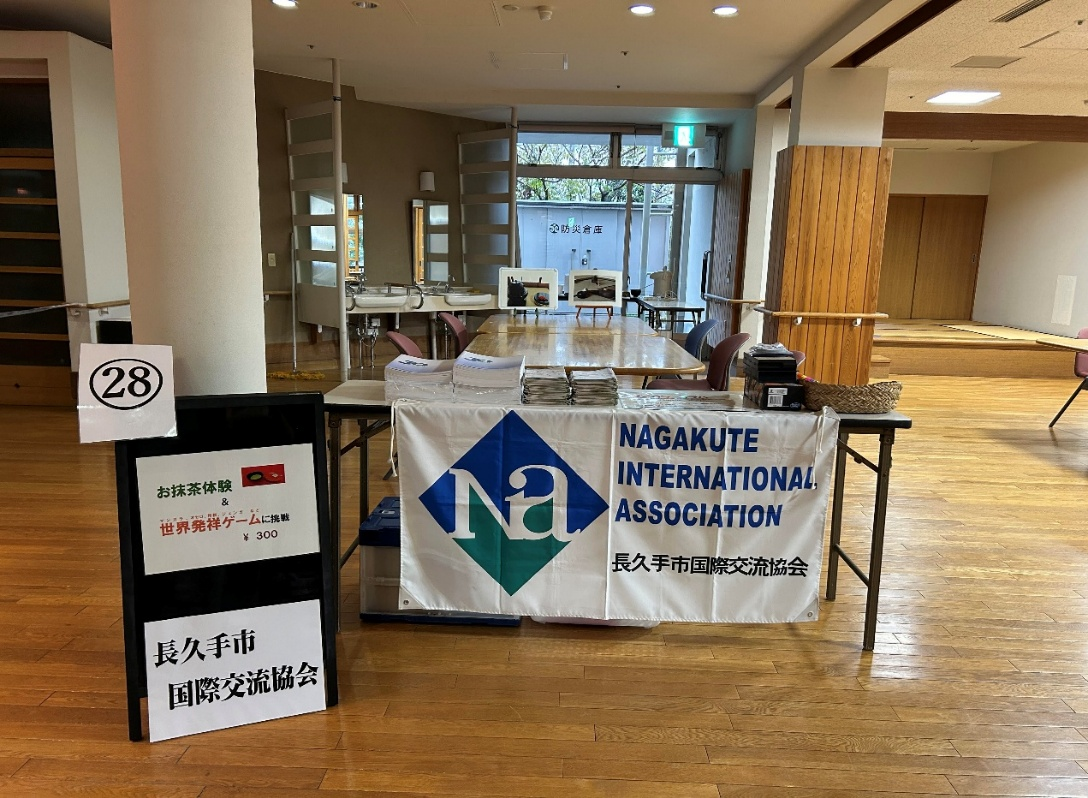 防災倉庫
28
お抹茶体験
&
世界発祥ゲームに挑戦
¥ 300
長久手市
国際交流協会
Na
NAGAKUTE
INTERNATIONAL
ASSOCIATION
長久手市国際交流協会